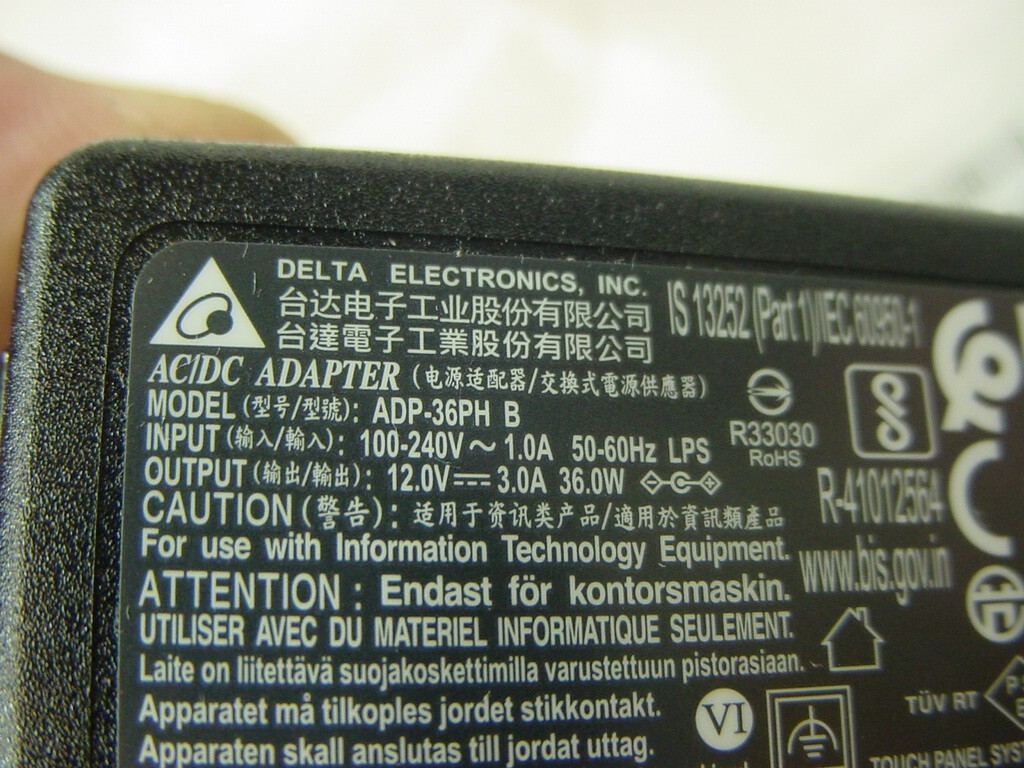 DELTA ELECTRONICS, INC.
台达电子工业股份有限公司
台達電子工業股份有限公司
IS 13252 (Part 1)/IEC 60950-1
AC/DC ADAPTER (电源适配器/交換式電源供應器)
MODEL (型号/型號): ADP-36PH B
INPUT (输入/輸入): 100-240V～ 1.0A 50-60Hz LPS
OUTPUT (输出/輸出): 12.0V⎓3.0A 36.0W
R33030
RoHS
R-41012564
www.bis.gov.in
CAUTION (警告): 适用于资讯类产品/適用於資訊類產品
For use with Information Technology Equipment.
ATTENTION : Endast för kontorsmaskin.
UTILISER AVEC DU MATERIEL INFORMATIQUE SEULEMENT.
Laite on liitettävä suojakoskettimilla varustettuun pistorasiaan.
Apparatet må tilkoples jordet stikkontakt.
Apparaten skall anslutas till jordat uttag.
VI
TÜV RT
TOUCH PANEL SYS